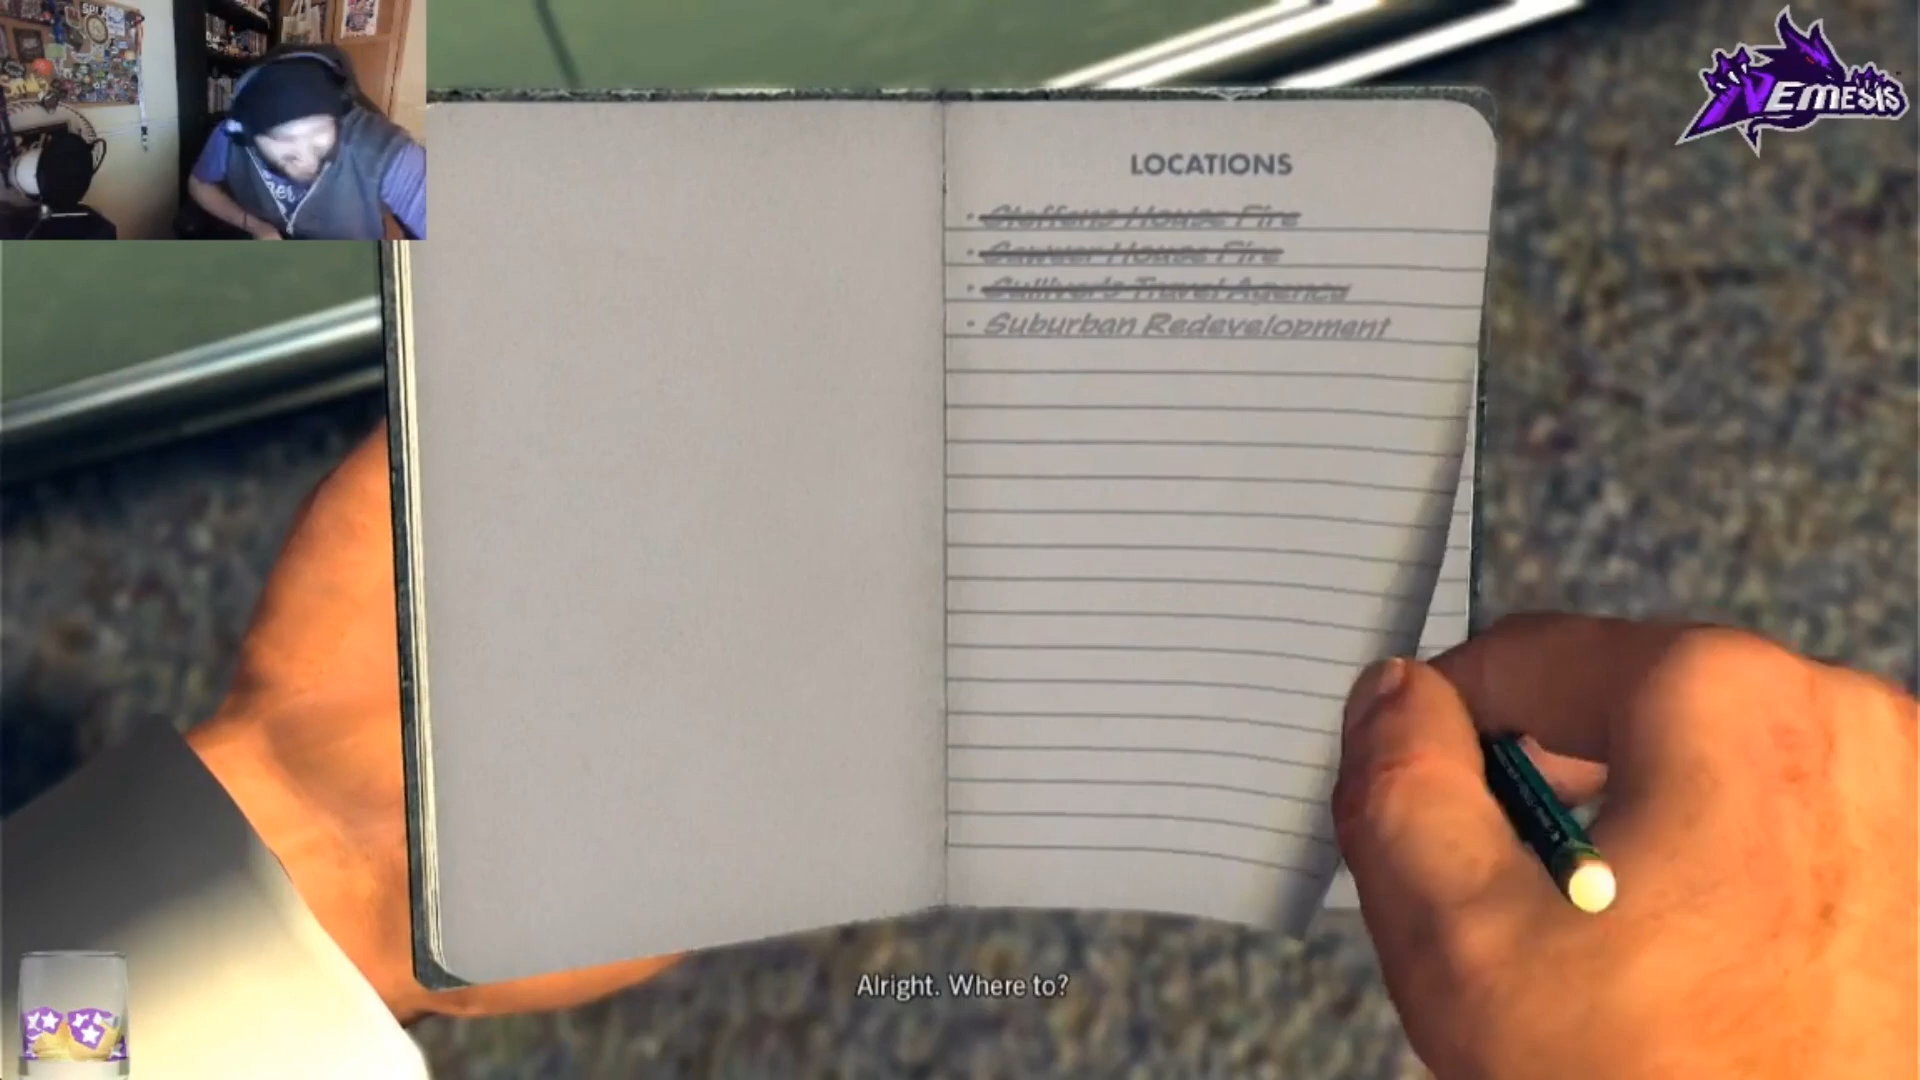 NEMESIS
LOCATIONS
• Steffens House Fire
• Sawyer House Fire
• Gulliver's Travel Agency
• Suburban Redevelopment
Alright. Where to?